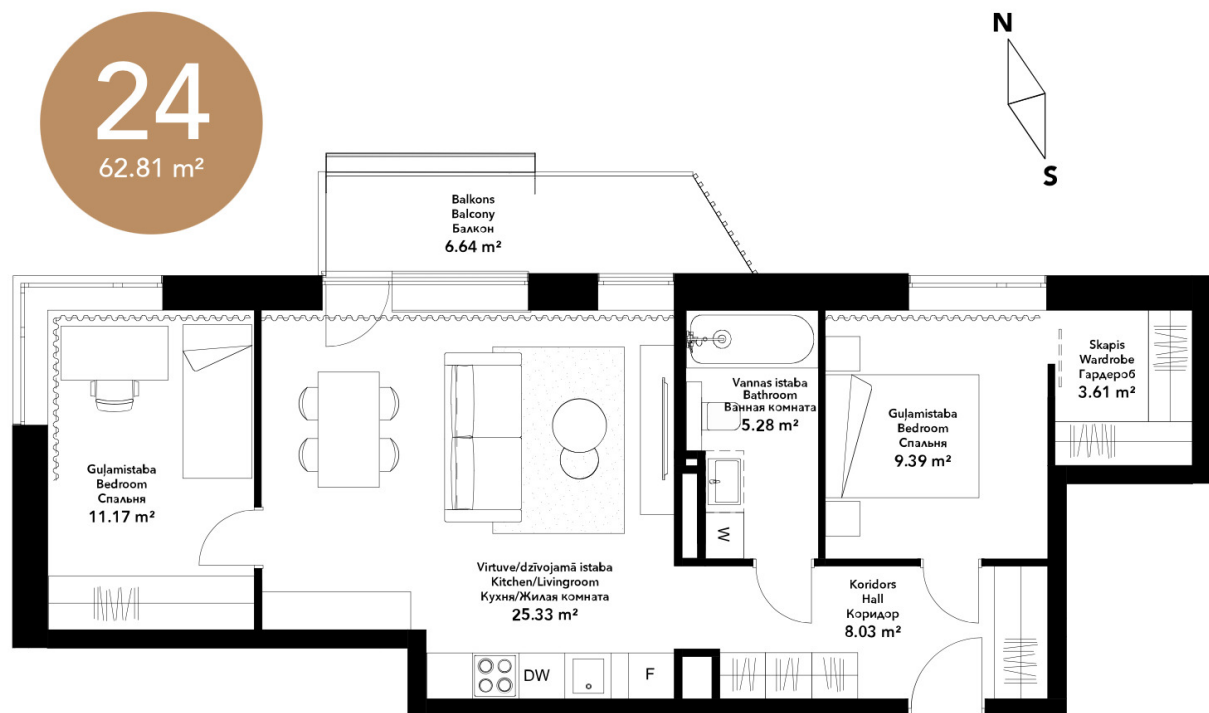 24
62.81 m²
N
S
Balkons
Balcony
Балкон
6.64 m²
Guļamistaba
Bedroom
Спальня
11.17 m²
Virtuve/dzīvojamā istaba
Kitchen/Livingroom
Кухня/Жилая комната
25.33 m²
Vannas istaba
Bathroom
Ванная комната
5.28 m²
W
Guļamistaba
Bedroom
Спальня
9.39 m²
Skapis
Wardrobe
Гардероб
3.61 m²
Koridors
Hall
Коридор
8.03 m²
DW
F